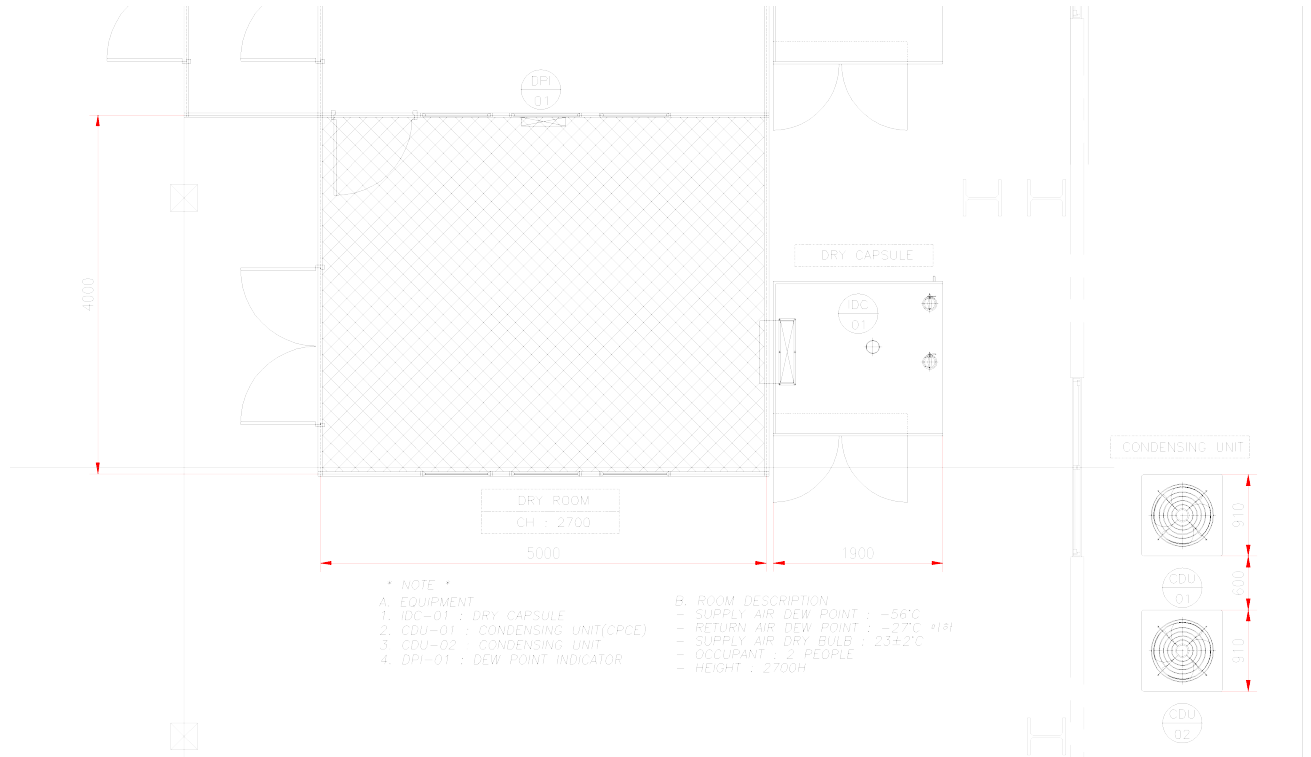 DPI
01
4000
DRY CAPSULE
IDC
01
CONDENSING UNIT
910
DRY ROOM
CH : 2700
5000
1900
CDU
01
600
* NOTE *
A. EQUIPMENT
1. IDC-01 : DRY CAPSULE
2. CDU-01 : CONDENSING UNIT(CPCE)
3 CDU-02 CONDENSING UNIT
4. DPI-01 : DEW POINT INDICATOR
B. ROOM DESCRIPTION
- SUPPLY AIR DEW POINT : -56°C
- RETURN AIR DEW POINT : -27°C
- SUPPLY AIR DRY BULB : 23±2°C
- OCCUPANT : 2 PEOPLE
- HEIGHT : 2700H
910
CDU
02